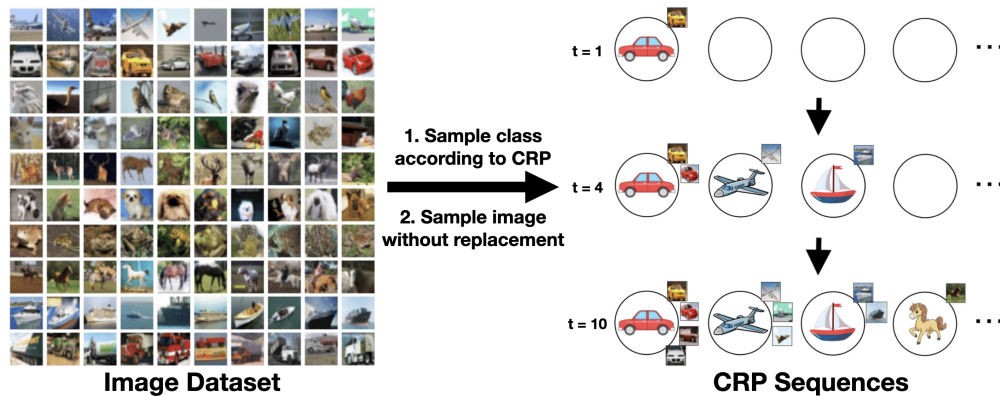 t = 1
...
1. Sample class
according to CRP
2. Sample image
without replacement
t = 4
...
t = 10
...
Image Dataset
CRP Sequences